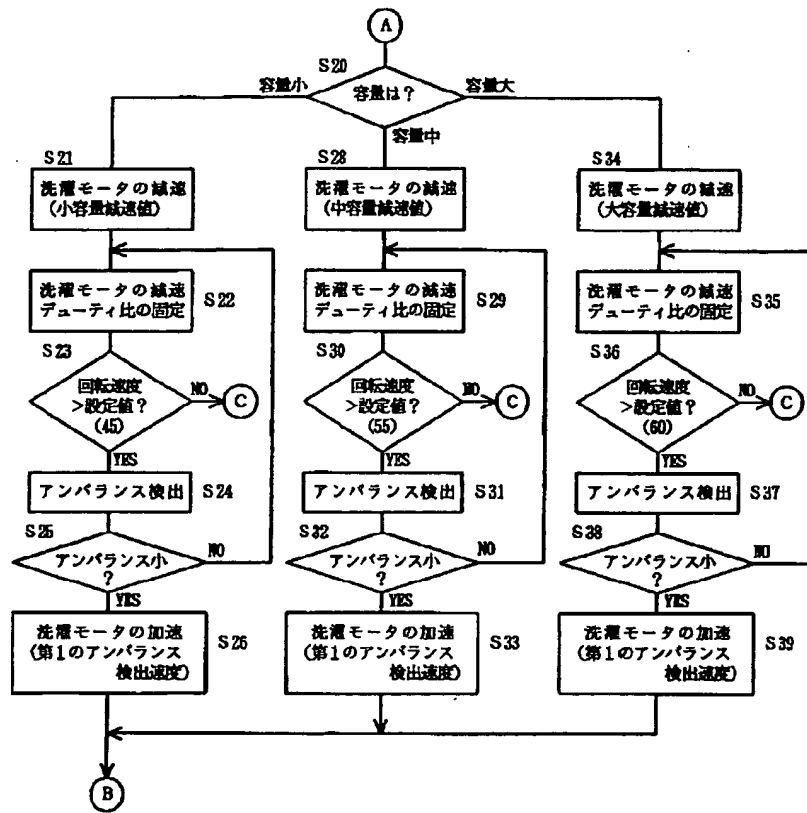 A
S20
容量小
容量は?
容量大
容量中
S21
洗濯モータの減速
(小容量減速値)
S22
洗濯モータの減速
デューティ比の固定
S23
回転速度
>設定値?
(45)
NO
C
YES
アンバランス検出
S24
S25
アンバランス小
?
NO
YES
洗濯モータの加速
(第1のアンバランス
検出速度)
S26
S28
洗濯モータの減速
(中容量減速値)
洗濯モータの減速
デューティ比の固定
S29
S30
回転速度
>設定値?
(55)
NO
C
YES
アンバランス検出
S31
S32
アンバランス小
?
NO
YES
洗濯モータの加速
(第1のアンバランス
検出速度)
S33
S34
洗濯モータの減速
(大容量減速値)
洗濯モータの減速
デューティ比の固定
S35
S36
回転速度
>設定値?
(60)
NO
C
YES
アンバランス検出
S37
S38
アンバランス小
?
NO
YES
洗濯モータの加速
(第1のアンバランス
検出速度)
S39
B